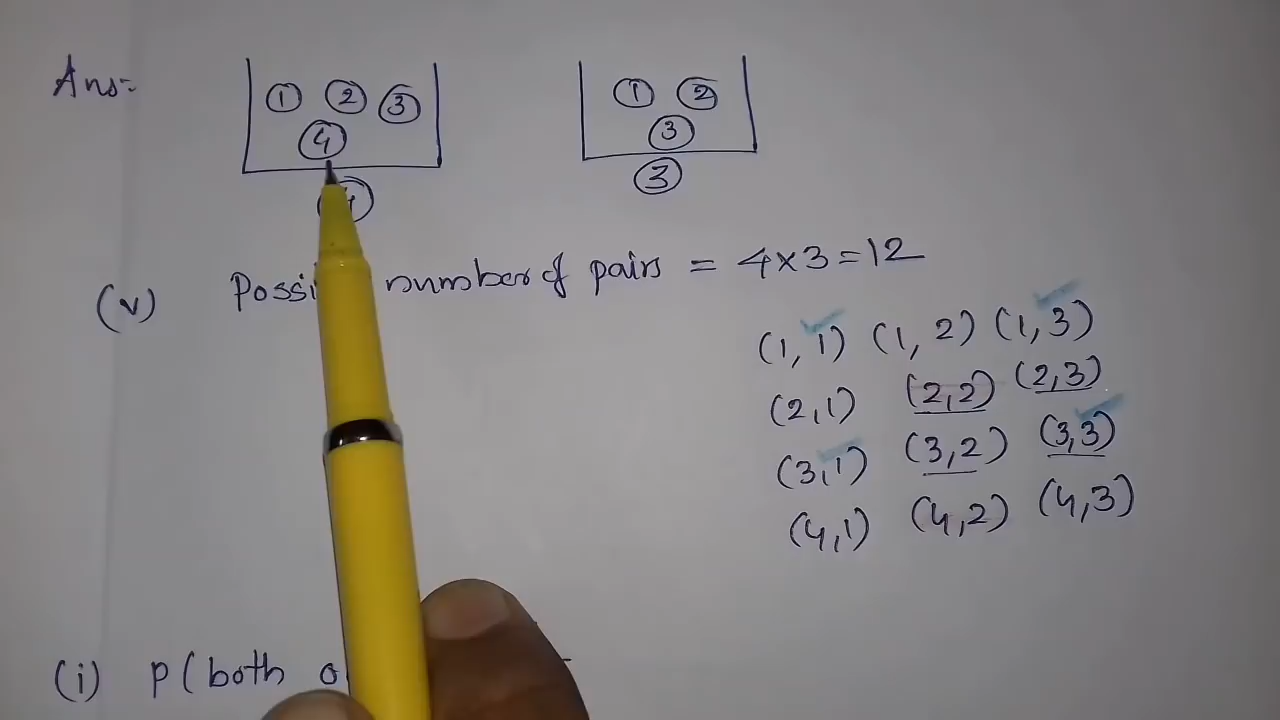 Ans:-
① ② ③
④
① ②
③
③
(v) number of pairs = 4×3=12
(1, 1) (1, 2) (1, 3)
(2,1) (2,2) (2,3)
(3,1) (3,2) (3,3)
(4,1) (4,2) (4,3)
(i) P(both